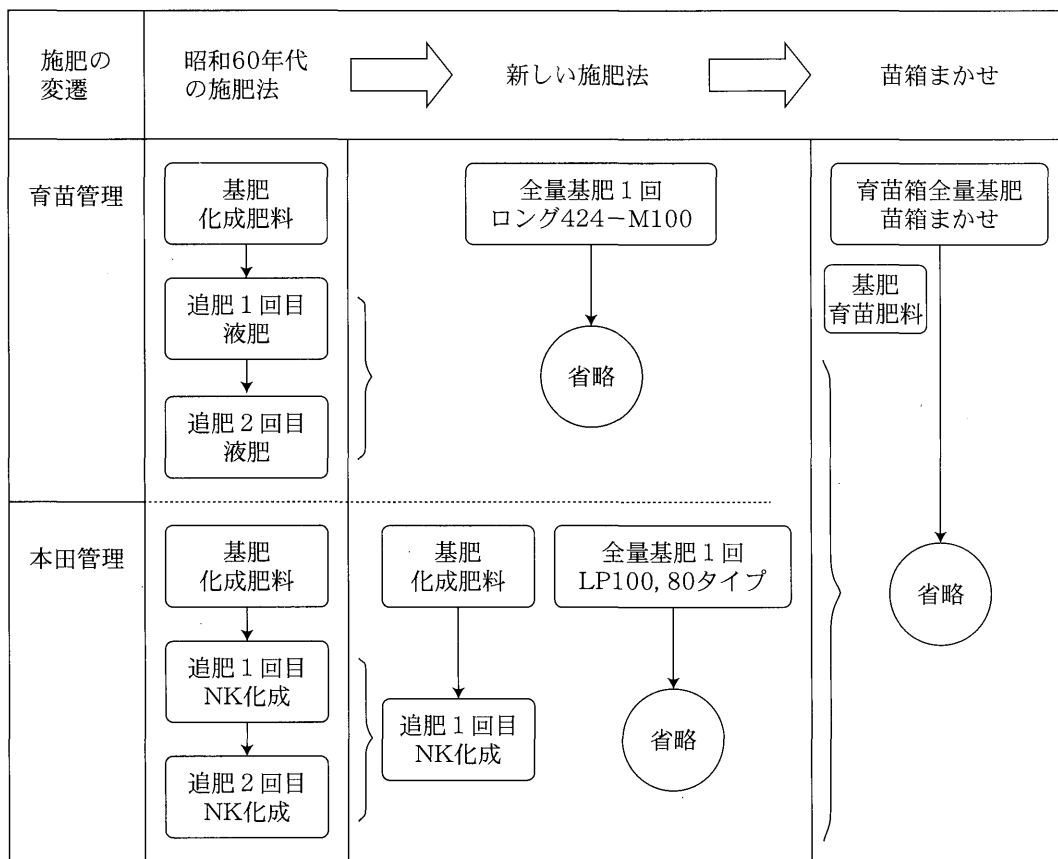 施肥の
変遷
昭和60年代
の施肥法
新しい施肥法
苗箱まかせ
育苗管理
基肥
化成肥料
追肥１回目
液肥
追肥２回目
液肥
全量基肥１回
ロング424－M100
省略
育苗箱全量基肥
苗箱まかせ
基肥
育苗肥料
省略
本田管理
基肥
化成肥料
追肥１回目
NK化成
追肥２回目
NK化成
基肥
化成肥料
追肥１回目
NK化成
全量基肥１回
LP100, 80タイプ
省略